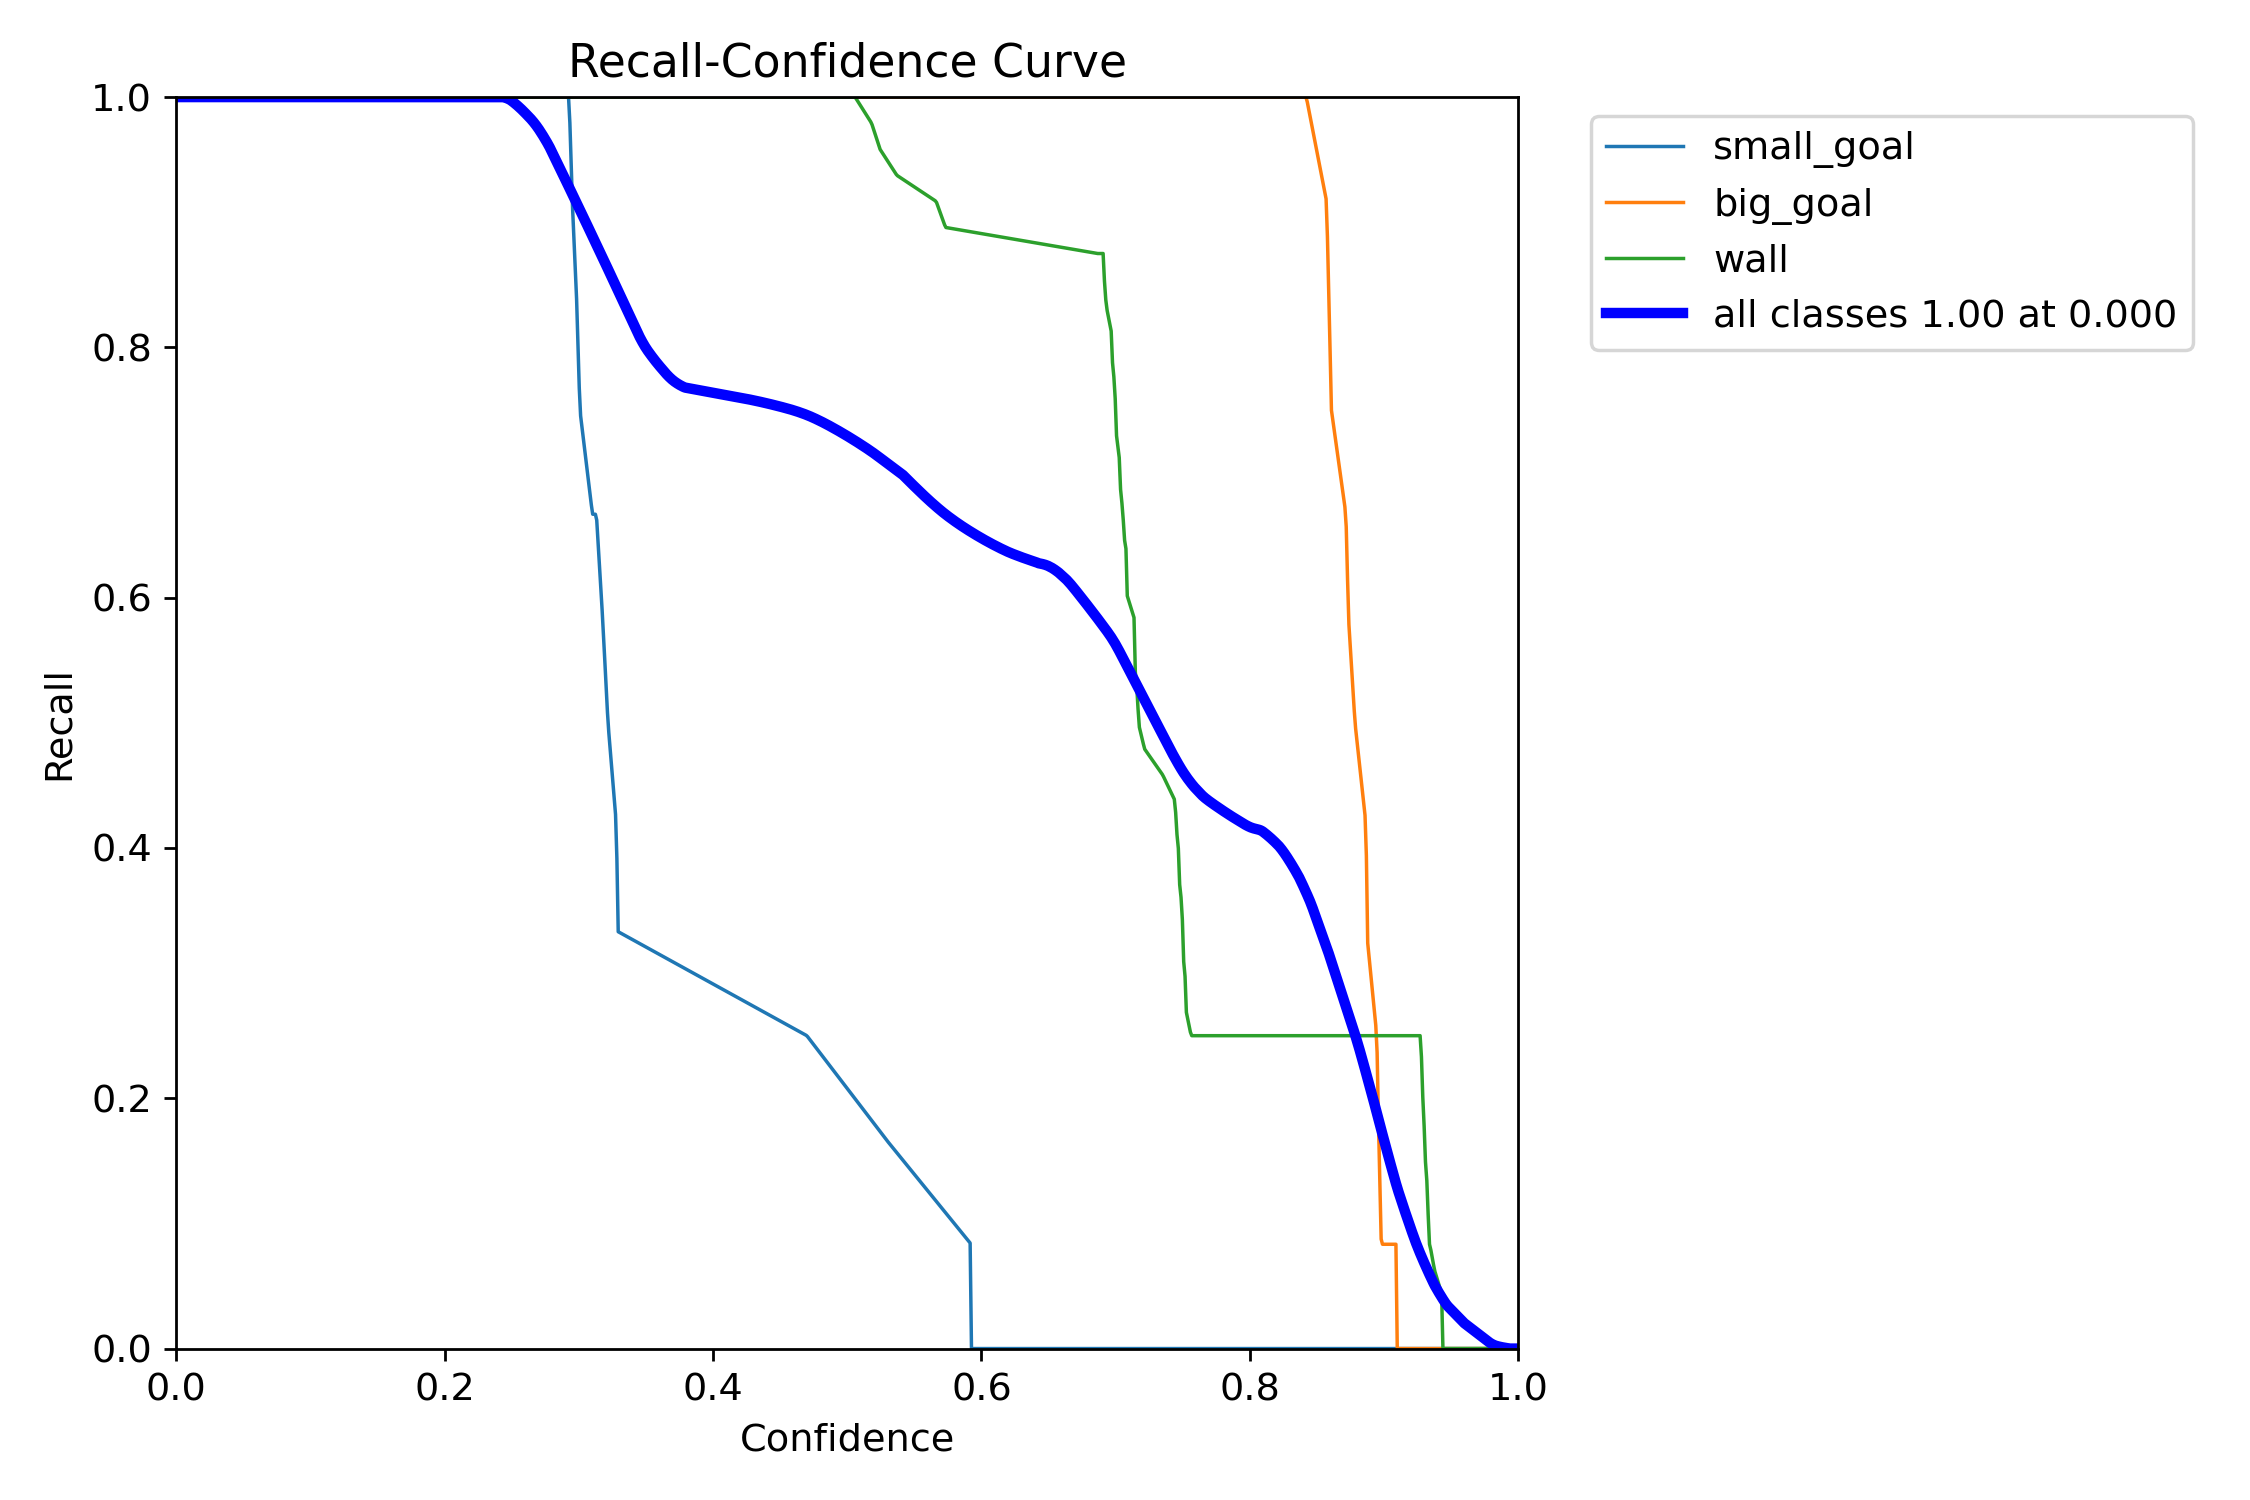 Recall-Confidence Curve
1.0
0.8
0.6
0.4
0.2
0.0
Recall
0.0 0.2 0.4 0.6 0.8 1.0
Confidence
small_goal
big_goal
wall
all classes 1.00 at 0.000